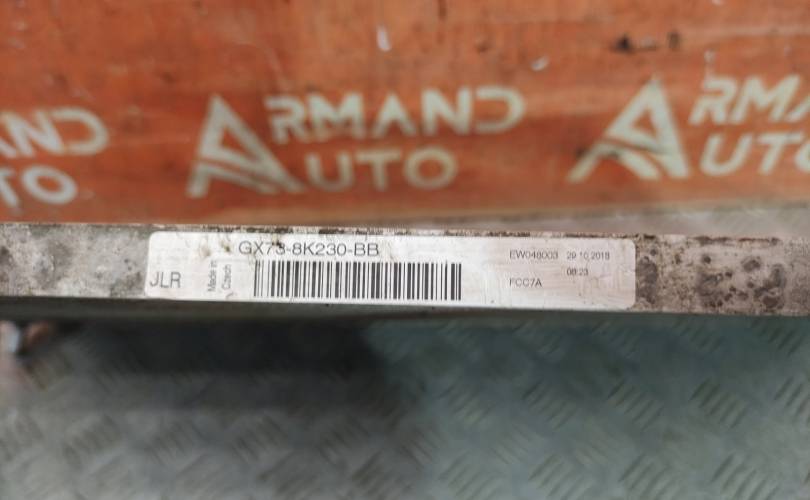 ARMAND
AUTO
ARMAND
AUTO
GX73-8K230-BB
JLR
Made in
Czech
EW048003 29.10.2018
08:23
FCC7A